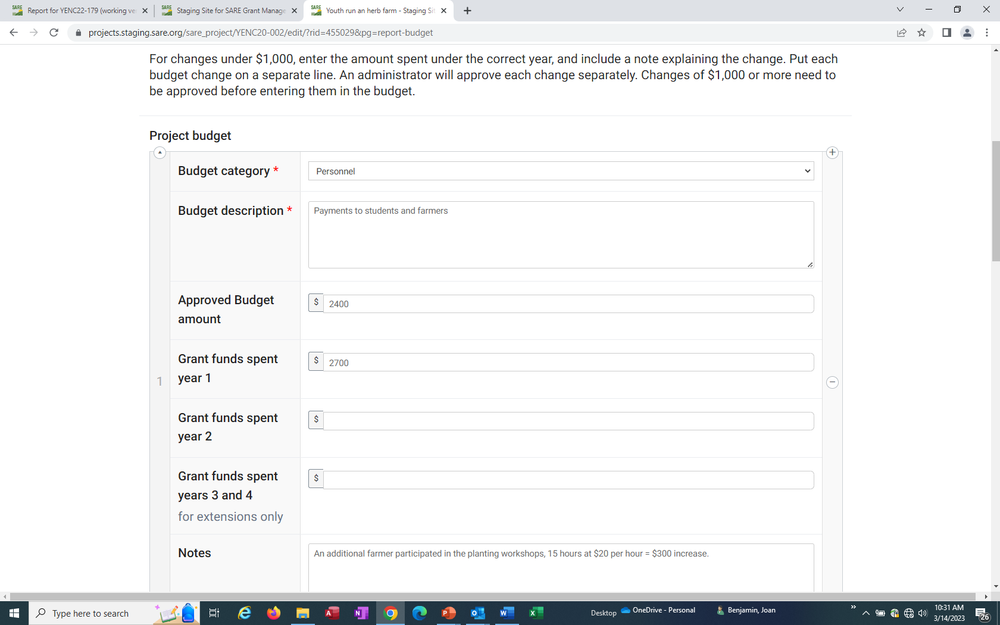 SARE Report for YENC22-179 (working ve
SARE Staging Site for SARE Grant Manage
SARE Youth run an herb farm - Staging Sit
projects.staging.sare.org/sare_project/YENC20-002/edit/?rid=455029&pg=report-budget
For changes under $1,000, enter the amount spent under the correct year, and include a note explaining the change. Put each
budget change on a separate line. An administrator will approve each change separately. Changes of $1,000 or more need to
be approved before entering them in the budget.
Project budget
Budget category *
Personnel
Budget description *
Payments to students and farmers
Approved Budget
amount
$ 2400
1
Grant funds spent
year 1
$ 2700
Grant funds spent
year 2
$
Grant funds spent
years 3 and 4
for extensions only
$
Notes
An additional farmer participated in the planting workshops, 15 hours at $20 per hour = $300 increase.
Type here to search
Desktop
OneDrive - Personal
Benjamin, Joan
10:31 AM
3/14/2023
26